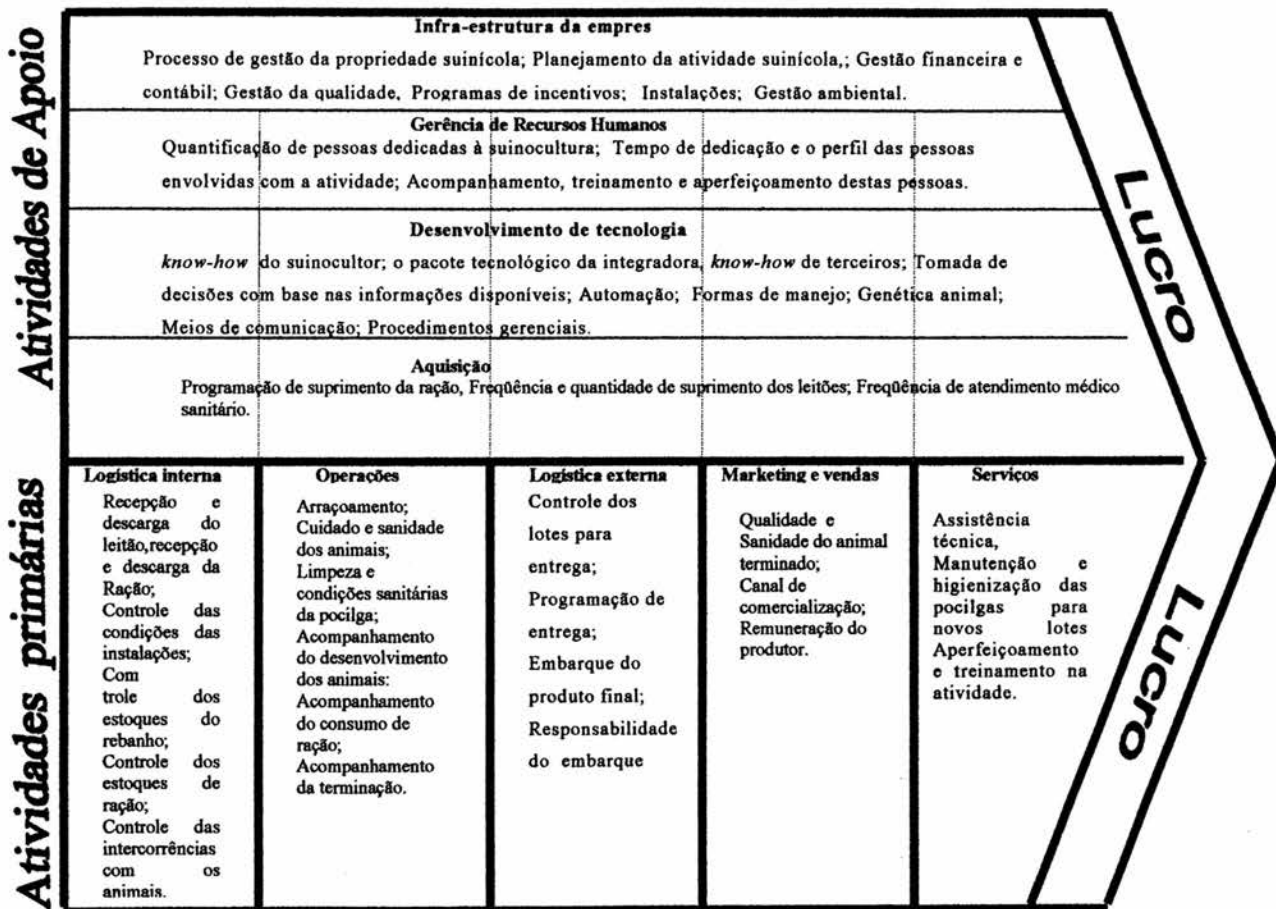 Atividades de Apoio
Infra-estrutura da empres
Processo de gestão da propriedade suinícola; Planejamento da atividade suinícola,; Gestão financeira e
contábil; Gestão da qualidade, Programas de incentivos; Instalações; Gestão ambiental.
Gerência de Recursos Humanos
Quantificação de pessoas dedicadas à suinocultura; Tempo de dedicação e o perfil das pessoas
envolvidas com a atividade; Acompanhamento, treinamento e aperfeiçoamento destas pessoas.
Desenvolvimento de tecnologia
know-how do suinocultor; o pacote tecnológico da integradora, know-how de terceiros; Tomada de
decisões com base nas informações disponíveis; Automação; Formas de manejo; Genética animal;
Meios de comunicação; Procedimentos gerenciais.
Aquisição
Programação de suprimento da ração, Freqüência e quantidade de suprimento dos leitões; Freqüência de atendimento médico
sanitário.
Lucro
Atividades primárias
Logística interna
Recepção e
descarga do
leitão,recepção
e descarga da
Ração;
Controle das
condições das
instalações;
Com
trole dos
estoques do
rebanho;
Controle dos
estoques de
ração;
Controle das
intercorrências
com os
animais.
Operações
Arraçoamento;
Cuidado e sanidade
dos animais;
Limpeza e
condições sanitárias
da pocilga;
Acompanhamento
do desenvolvimento
dos animais:
Acompanhamento
do consumo de
ração;
Acompanhamento
da terminação.
Logística externa
Controle dos
lotes para
entrega;
Programação de
entrega;
Embarque do
produto final;
Responsabilidade
do embarque
Marketing e vendas
Qualidade e
Sanidade do animal
terminado;
Canal de
comercialização;
Remuneração do
produtor.
Serviços
Assistência
técnica,
Manutenção e
higienização das
pocilgas para
novos lotes
Aperfeiçoamento
e treinamento na
atividade.
Lucro